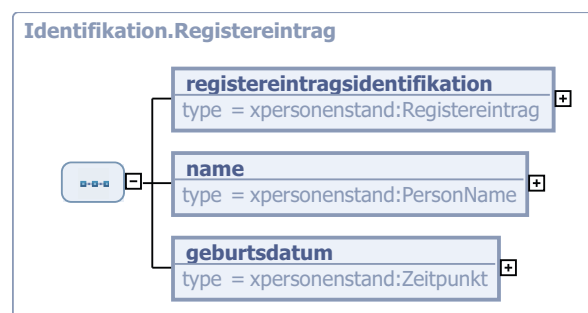 Identifikation.Registereintrag
registereintragsidentifikation
type = xpersonenstand:Registereintrag
name
type = xpersonenstand:PersonName
geburtsdatum
type = xpersonenstand:Zeitpunkt